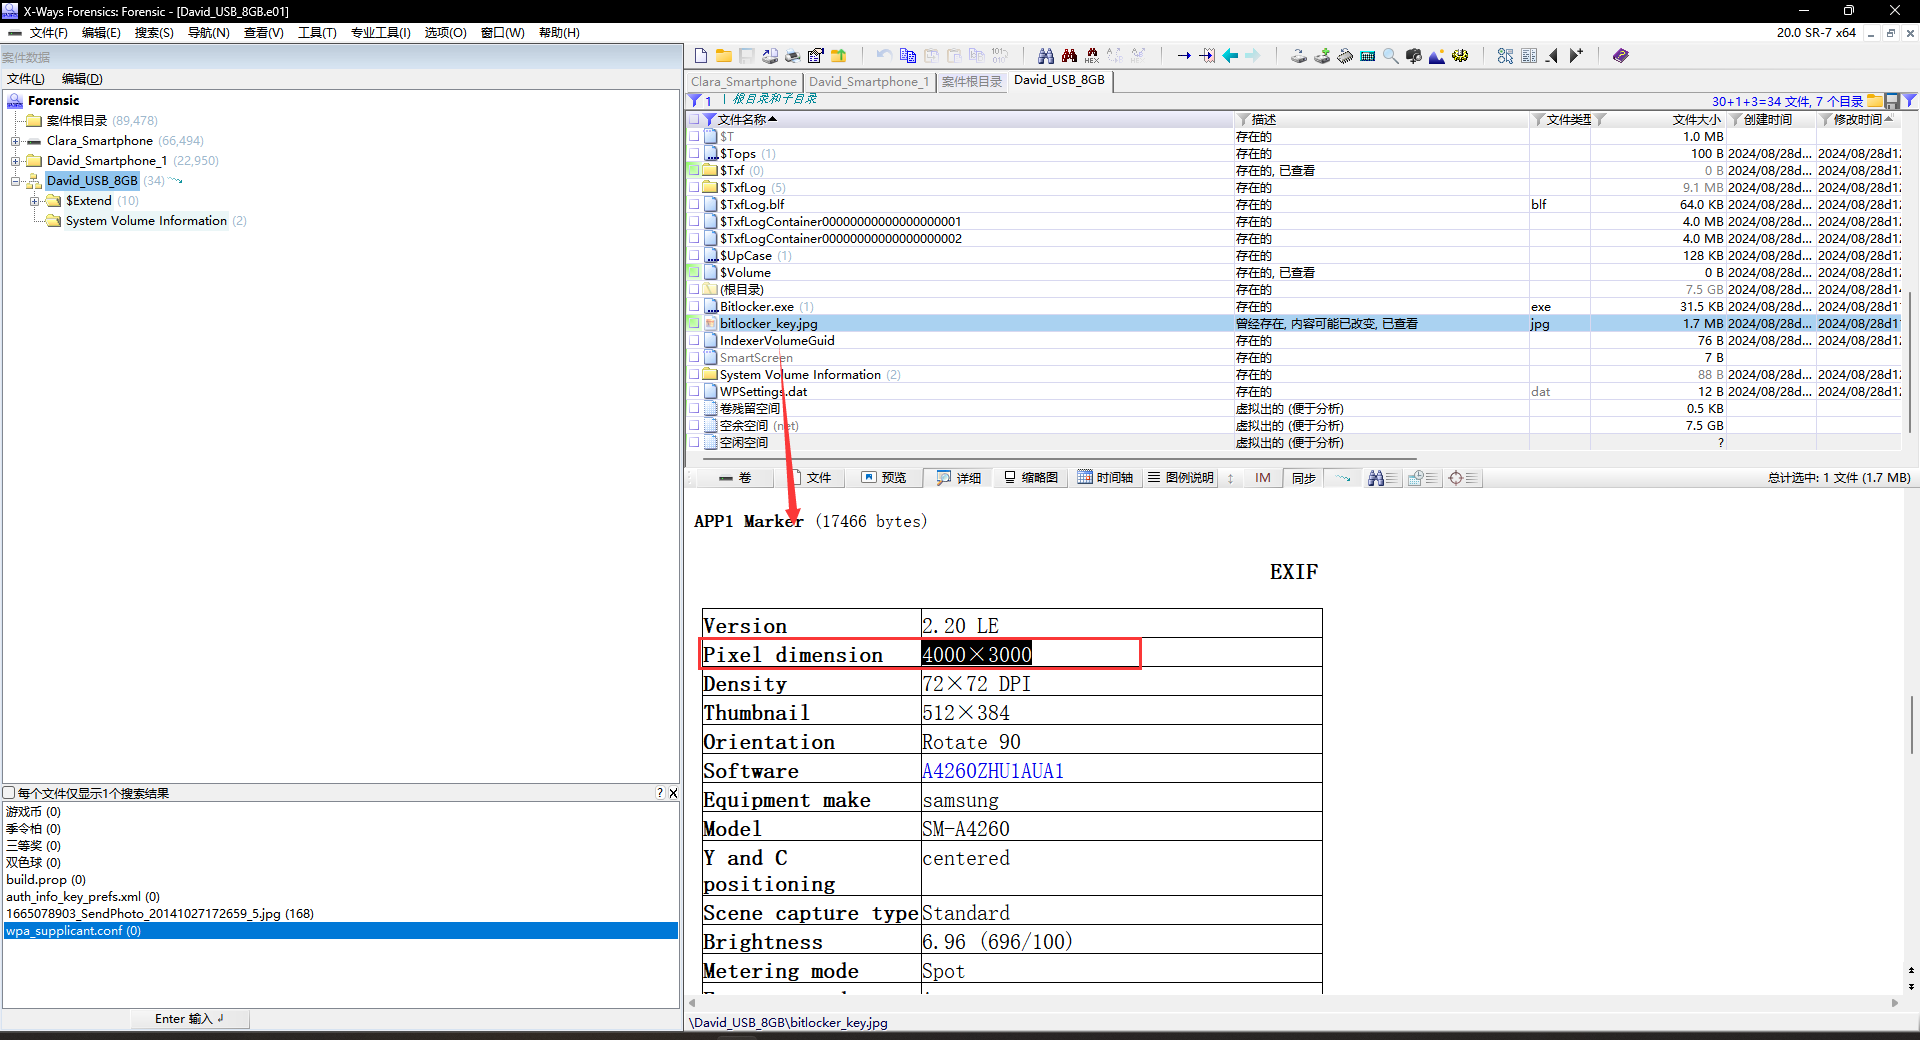 X-Ways Forensics: Forensic - [David_USB_8GB.e01]
文件(F) 编辑(E) 搜索(S) 导航(N) 查看(V) 工具(T) 专业工具(I) 选项(O) 窗口(W) 帮助(H)
20.0 SR-7 x64
案件数据
文件(L) 编辑(D)
Forensic
案件根目录 (89,478)
Clara_Smartphone (66,494)
David_Smartphone_1 (22,950)
David_USB_8GB (34)
$Extend (10)
System Volume Information (2)
每个文件仅显示1个搜索结果
? X
游戏币 (0)
季令柏 (0)
三等奖 (0)
双色球 (0)
build.prop (0)
auth_info_key_prefs.xml (0)
1665078903_SendPhoto_20141027172659_5.jpg (168)
wpa_supplicant.conf (0)
Enter 输入
Clara_Smartphone David_Smartphone_1 案件根目录 David_USB_8GB
1 根目录和子目录
30+1+3=34 文件, 7 个目录
文件名称 描述 文件类型 文件大小 创建时间 修改时间
$T 存在的 1.0 MB
$Tops (1) 存在的 100 B 2024/08/28d... 2024/08/28d1
$Txf (0) 存在的, 已查看 0 B 2024/08/28d... 2024/08/28d1
$TxfLog (5) 存在的 9.1 MB 2024/08/28d... 2024/08/28d1
$TxfLog.blf 存在的 blf 64.0 KB 2024/08/28d... 2024/08/28d1
$TxfLogContainer00000000000000000001 存在的 4.0 MB 2024/08/28d... 2024/08/28d1
$TxfLogContainer00000000000000000002 存在的 4.0 MB 2024/08/28d... 2024/08/28d1
$UpCase (1) 存在的 128 KB 2024/08/28d... 2024/08/28d1
$Volume 存在的, 已查看 0 B 2024/08/28d... 2024/08/28d1
(根目录) 存在的 7.5 GB 2024/08/28d... 2024/08/28d1
Bitlocker.exe (1) 存在的 exe 31.5 KB 2024/08/28d... 2024/08/28d1
bitlocker_key.jpg 曾经存在, 内容可能已改变, 已查看 jpg 1.7 MB 2024/08/28d... 2024/08/28d1
IndexerVolumeGuid 存在的 76 B 2024/08/28d... 2024/08/28d1
SmartScreen 存在的 7 B
System Volume Information (2) 存在的 88 B 2024/08/28d... 2024/08/28d1
WPSettings.dat 存在的 dat 12 B 2024/08/28d... 2024/08/28d1
卷残留空间 虚拟出的 (便于分析) 0.5 KB
空余空间 (net) 虚拟出的 (便于分析) 7.5 GB
空闲空间 虚拟出的 (便于分析) ?
卷 文件 预览 详细 缩略图 时间轴 图例说明 IM 同步
总计选中: 1 文件 (1.7 MB)
APP1 Marker (17466 bytes)
EXIF
Version 2.20 LE
Pixel dimension 4000×3000
Density 72×72 DPI
Thumbnail 512×384
Orientation Rotate 90
Software A4260ZHU1AUA1
Equipment make samsung
Model SM-A4260
Y and C positioning centered
Scene capture type Standard
Brightness 6.96 (696/100)
Metering mode Spot
\David_USB_8GB\bitlocker_key.jpg